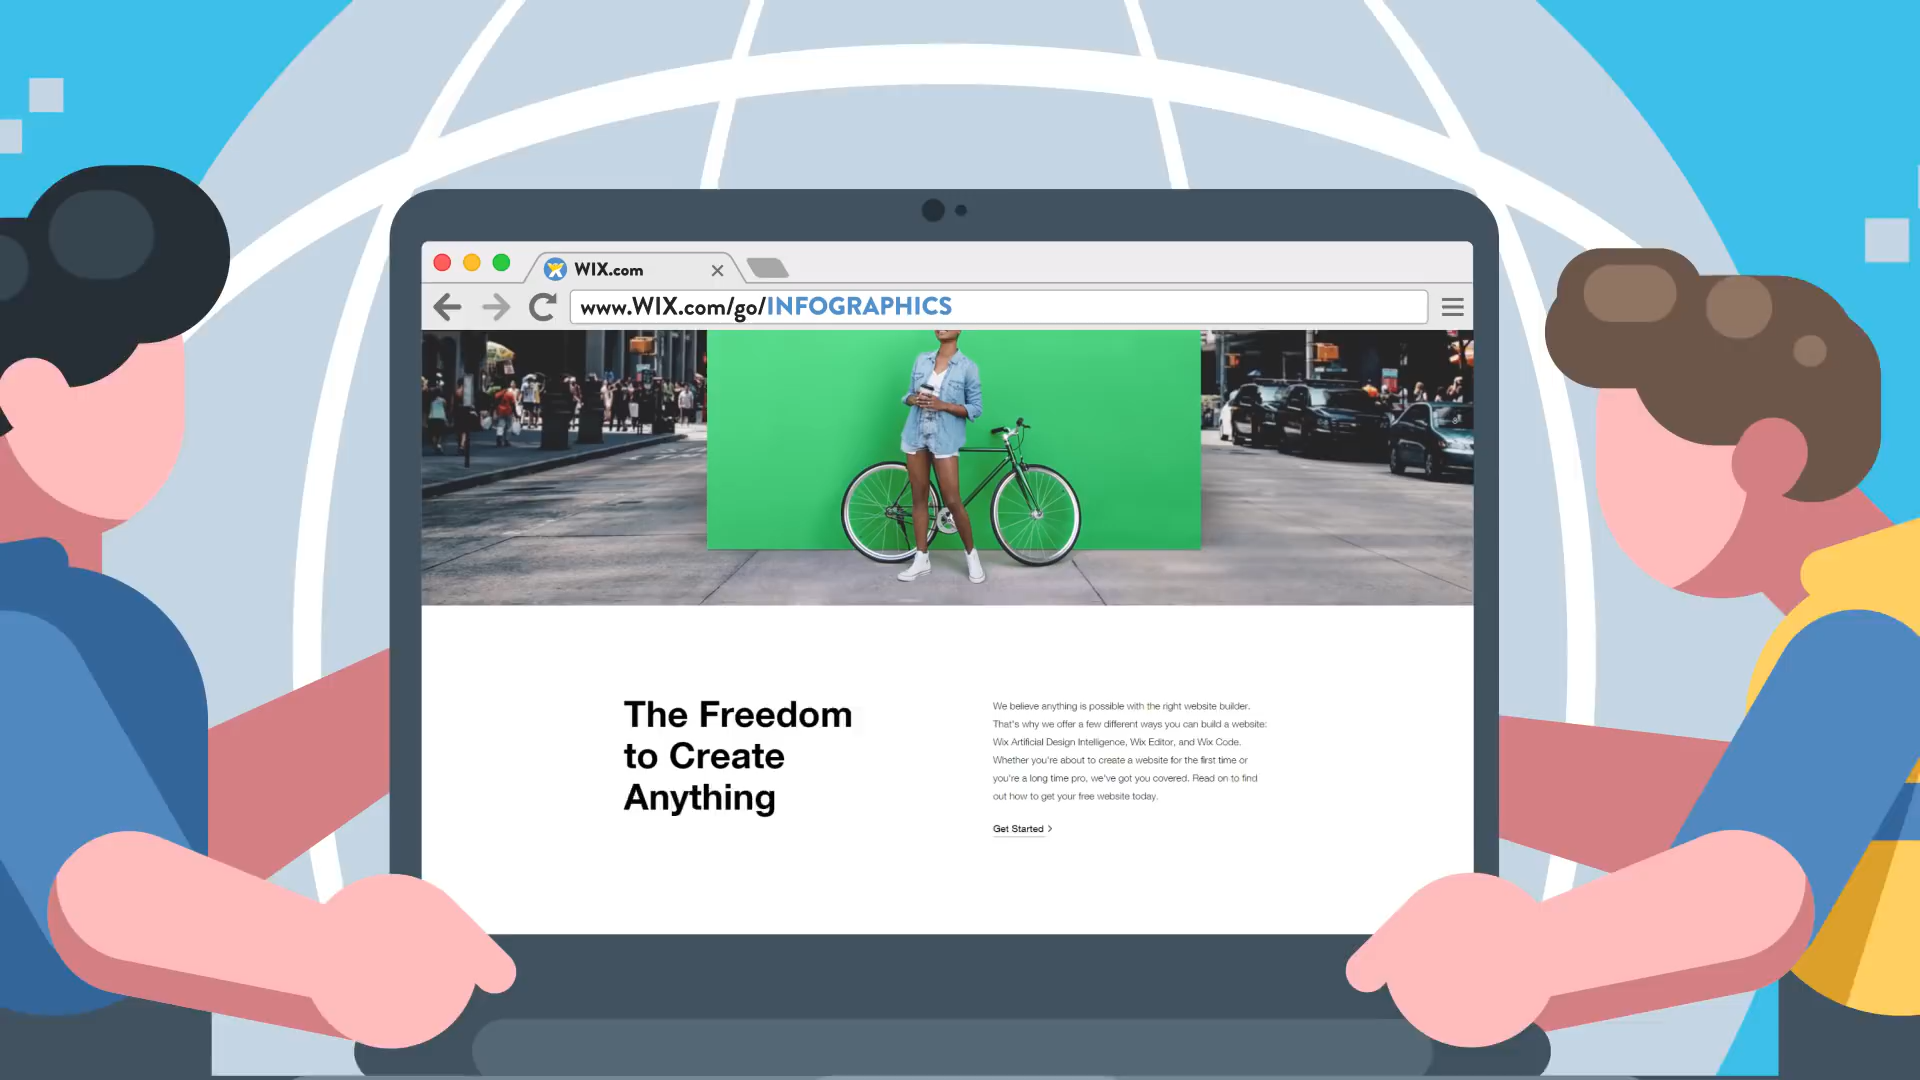 WIX.com
www.WIX.com/go/INFOGRAPHICS
The Freedom
to Create
Anything
We believe anything is possible with the right website builder.
That's why we offer a few different ways you can build a website:
Wix Artificial Design Intelligence, Wix Editor, and Wix Code.
Whether you're about to create a website for the first time or
you're a long time pro, we've got you covered. Read on to find
out how to get your free website today.
Get Started >